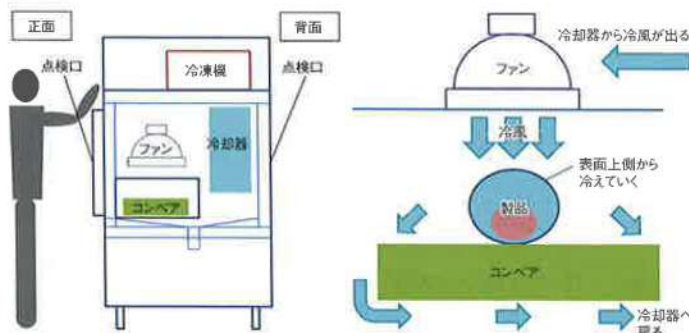 正面
背面
点検口
点検口
冷凍機
ファン
冷却器
コンベア
冷却器から冷風が出る
ファン
冷風
表面上側から
冷えていく
製品
コンベア
冷却器へ
戻る